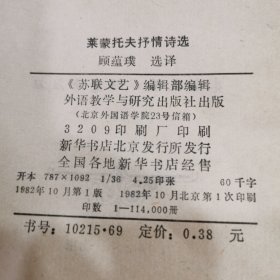 莱蒙托夫抒情诗选
顾蕴璞 选译
《苏联文艺》编辑部编辑
外语教学与研究出版社出版
(北京外国语学院23号信箱)
3209印刷厂印刷
新华书店北京发行所发行
全国各地新华书店经售
开本 787×1092 1/36 4.25印张 60千字
1982年10月第1版 1982年10月北京第1次印刷
印数 1—114,000册
书号:10215·69 定价:0.38 元